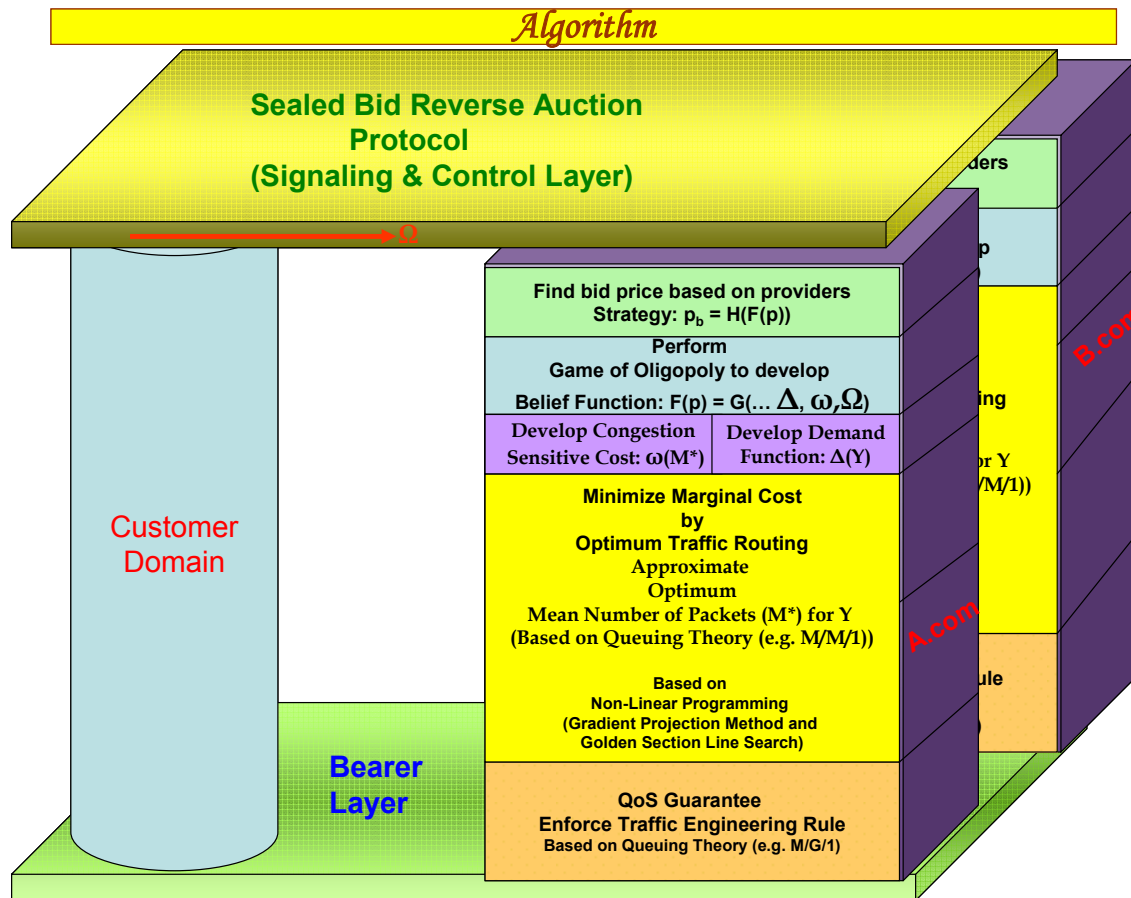 Algorithm
Sealed Bid Reverse Auction
Protocol
(Signaling & Control Layer)
Ω
Find bid price based on providers
Strategy: p_b = H(F(p))
Perform
Game of Oligopoly to develop
Belief Function: F(p) = G(… Δ, ω,Ω)
Develop Congestion
Sensitive Cost: ω(M*)
Develop Demand
Function: Δ(Y)
Minimize Marginal Cost
by
Optimum Traffic Routing
Approximate
Optimum
Mean Number of Packets (M*) for Y
(Based on Queuing Theory (e.g. M/M/1))
Based on
Non-Linear Programming
(Gradient Projection Method and
Golden Section Line Search)
QoS Guarantee
Enforce Traffic Engineering Rule
Based on Queuing Theory (e.g. M/G/1)
A.com
B.com
Customer
Domain
Bearer
Layer